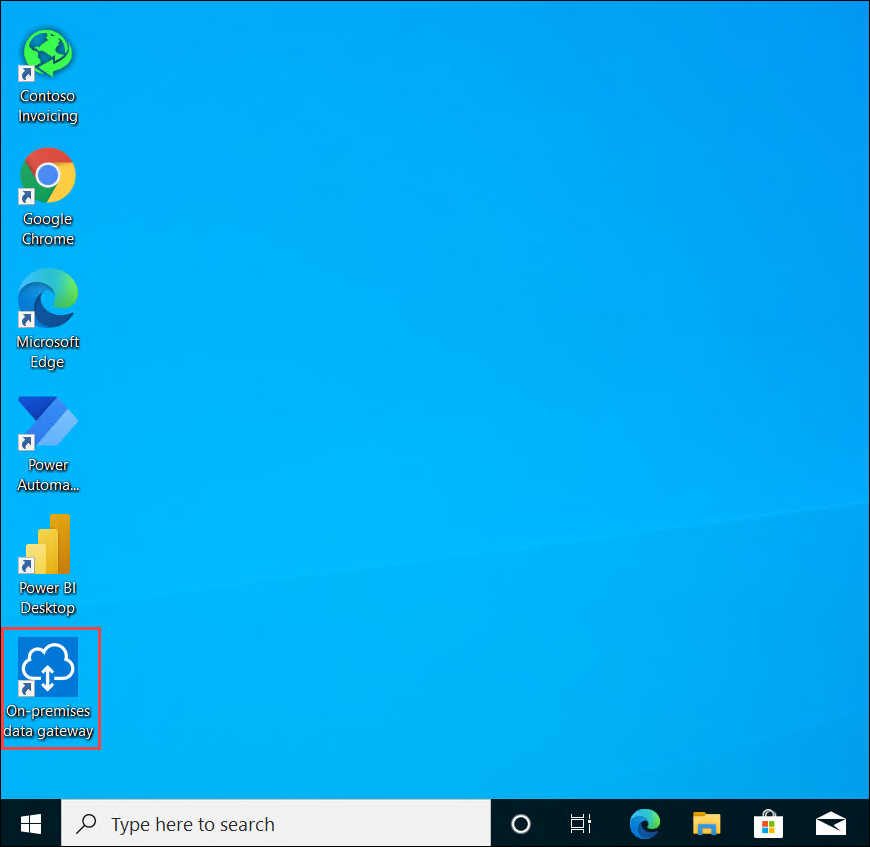 Contoso
Invoicing
Google
Chrome
Microsoft
Edge
Power
Automa...
Power BI
Desktop
On-premises
data gateway
Type here to search